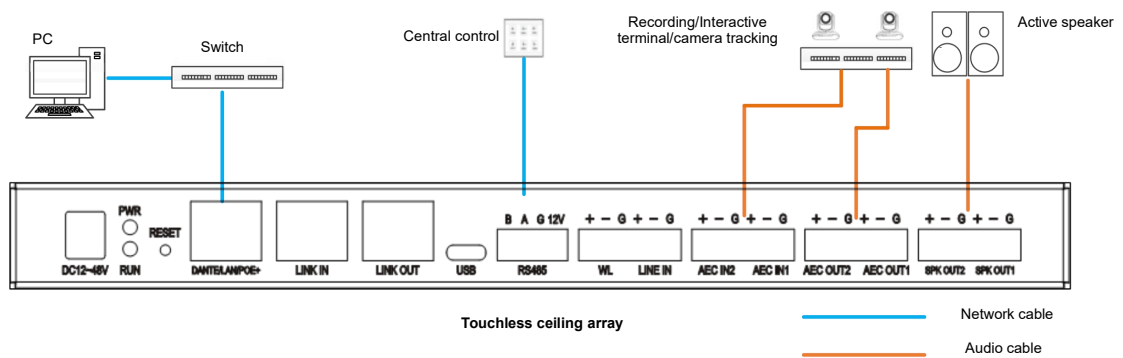 PC
Switch
Central control
Recording/Interactive
terminal/camera tracking
Active speaker
PWR
RESET
B A G 12V
+ − G + − G
+ − G + − G
+ − G + − G
+ − G + − G
DC12~48V
RUN
DANTE/LAN/POE+
LINK IN
LINK OUT
USB
RS485
WL
LINE IN
AEC IN2
AEC IN1
AEC OUT2
AEC OUT1
SPK OUT2
SPK OUT1
Touchless ceiling array
Network cable
Audio cable